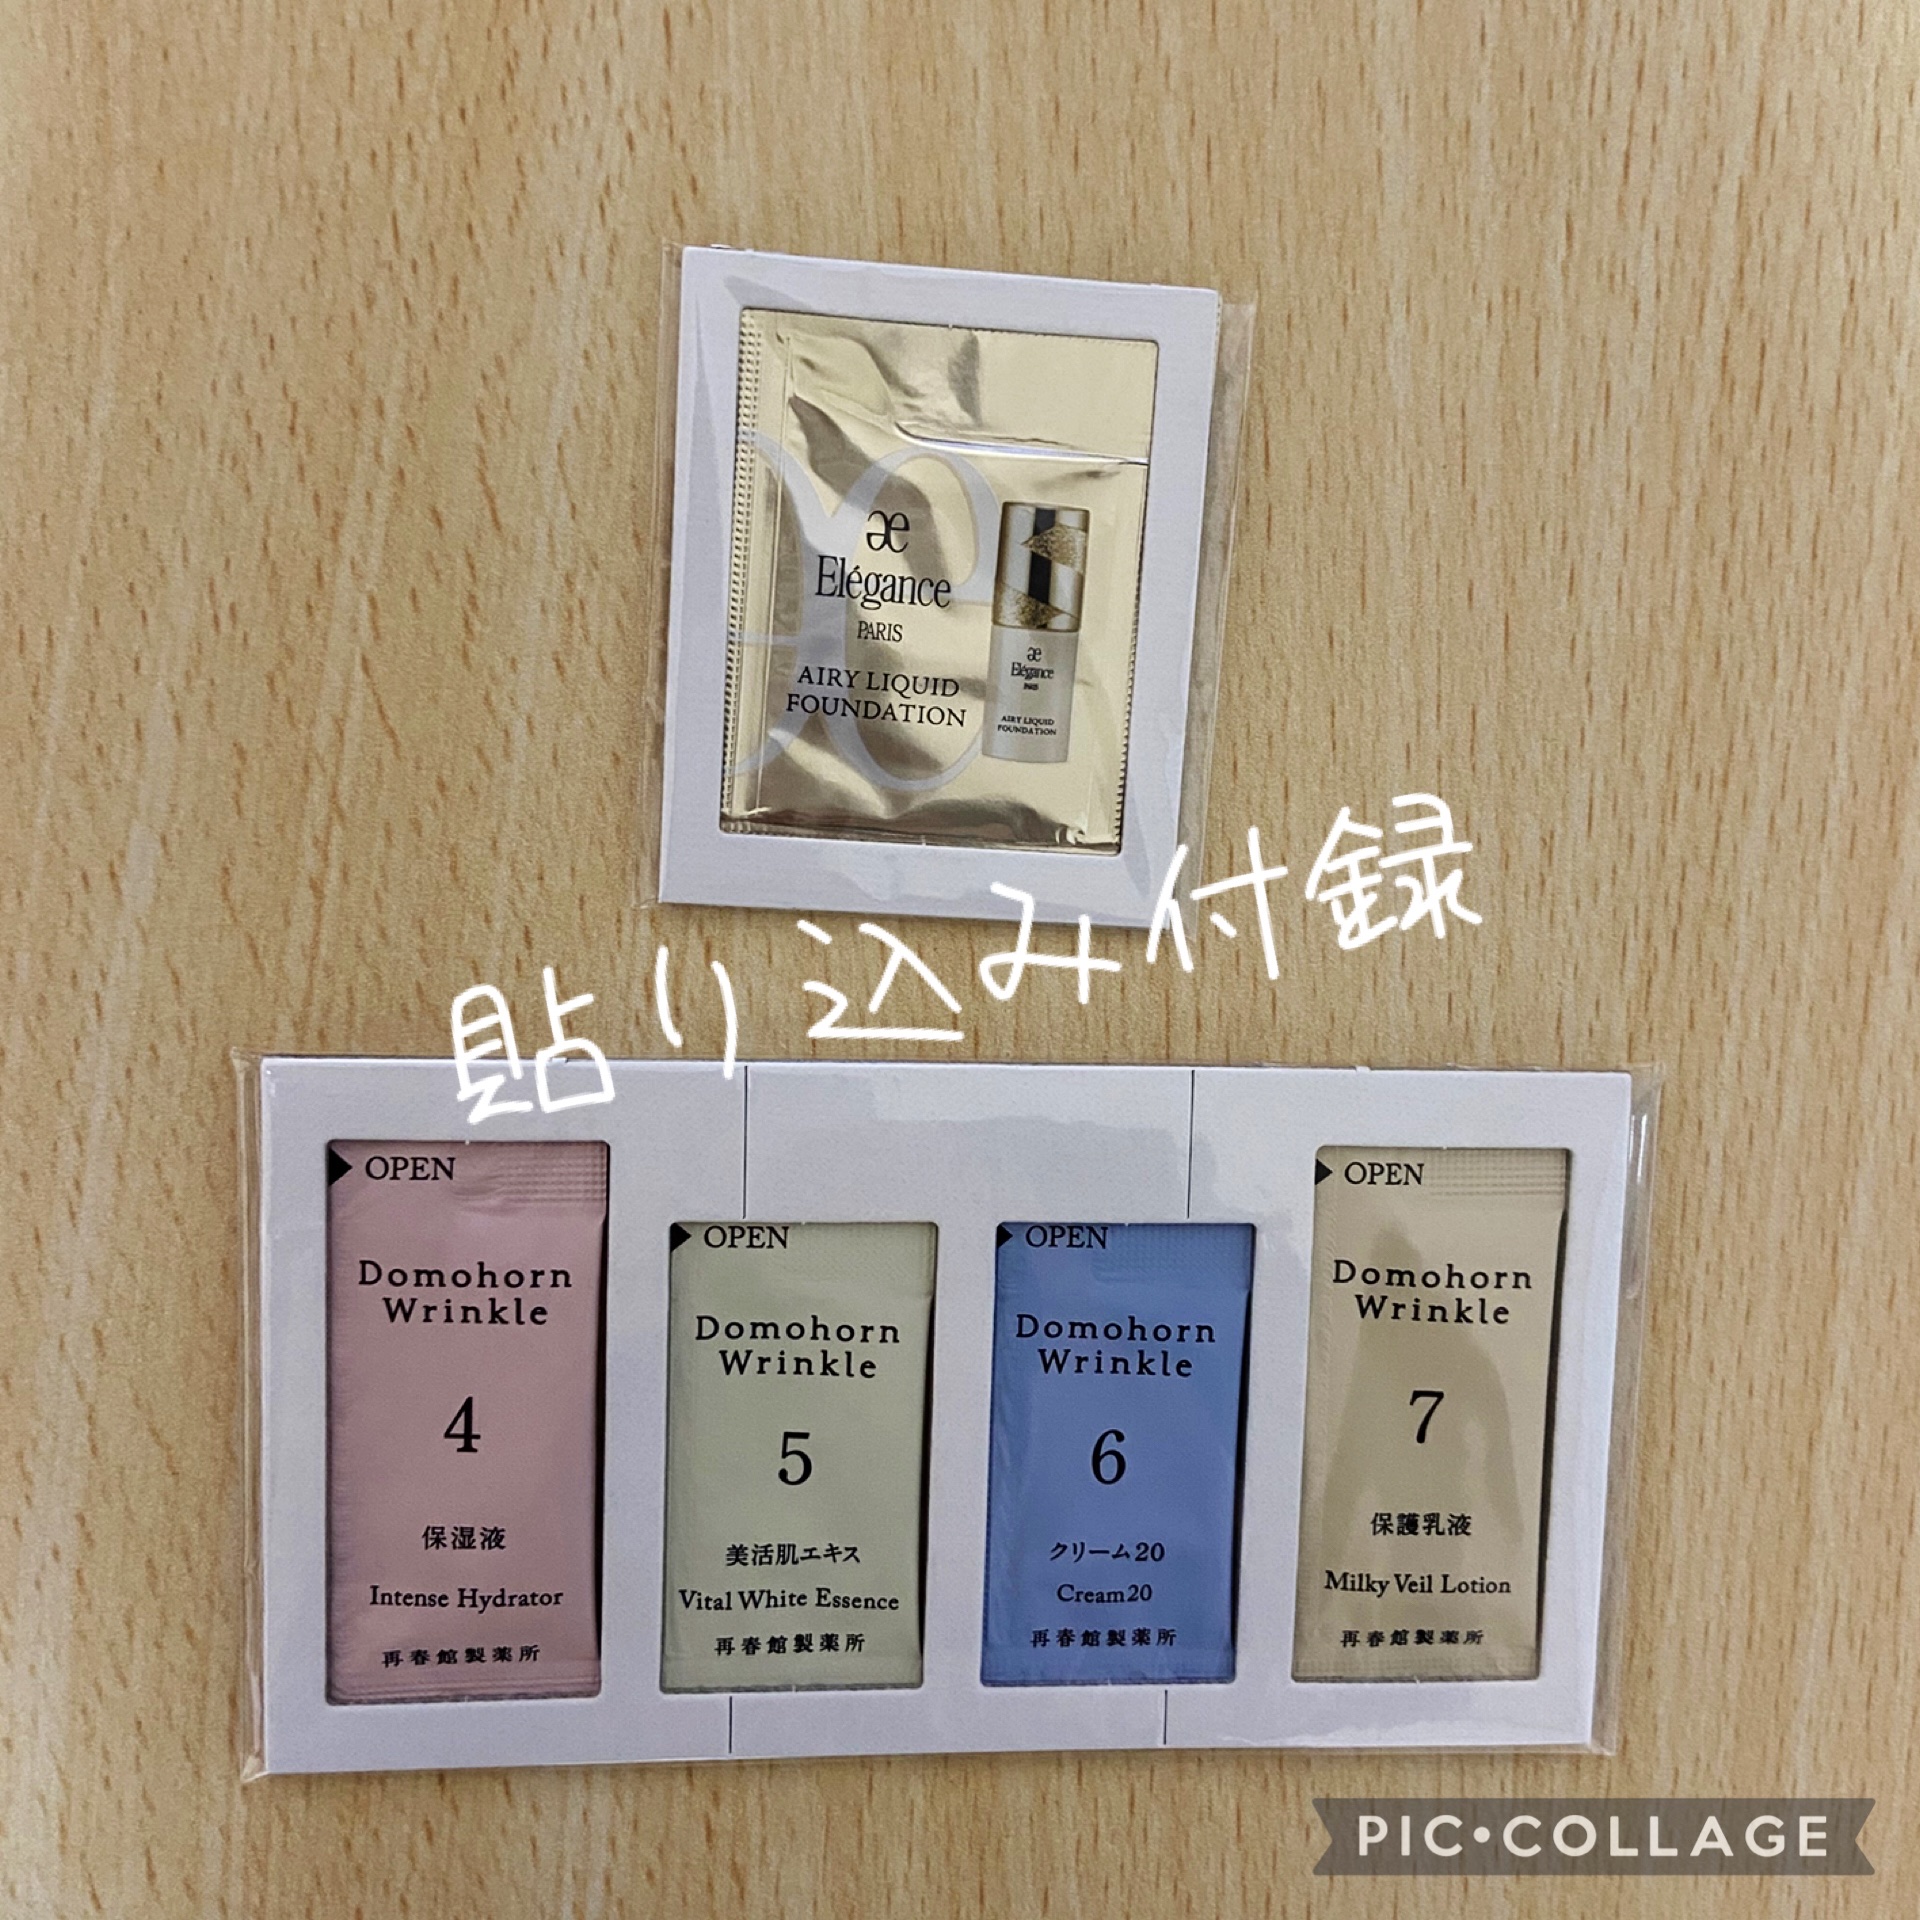 æ
Elégance
PARIS
AIRY LIQUID
FOUNDATION
æ
Elégance
PARIS
AIRY LIQUID
FOUNDATION
貼り込み付録
OPEN
Domohorn
Wrinkle
4
保湿液
Intense Hydrator
再春館製薬所
OPEN
Domohorn
Wrinkle
5
美活肌エキス
Vital White Essence
再春館製薬所
OPEN
Domohorn
Wrinkle
6
クリーム20
Cream20
再春館製薬所
OPEN
Domohorn
Wrinkle
7
保護乳液
Milky Veil Lotion
再春館製薬所
PIC•COLLAGE